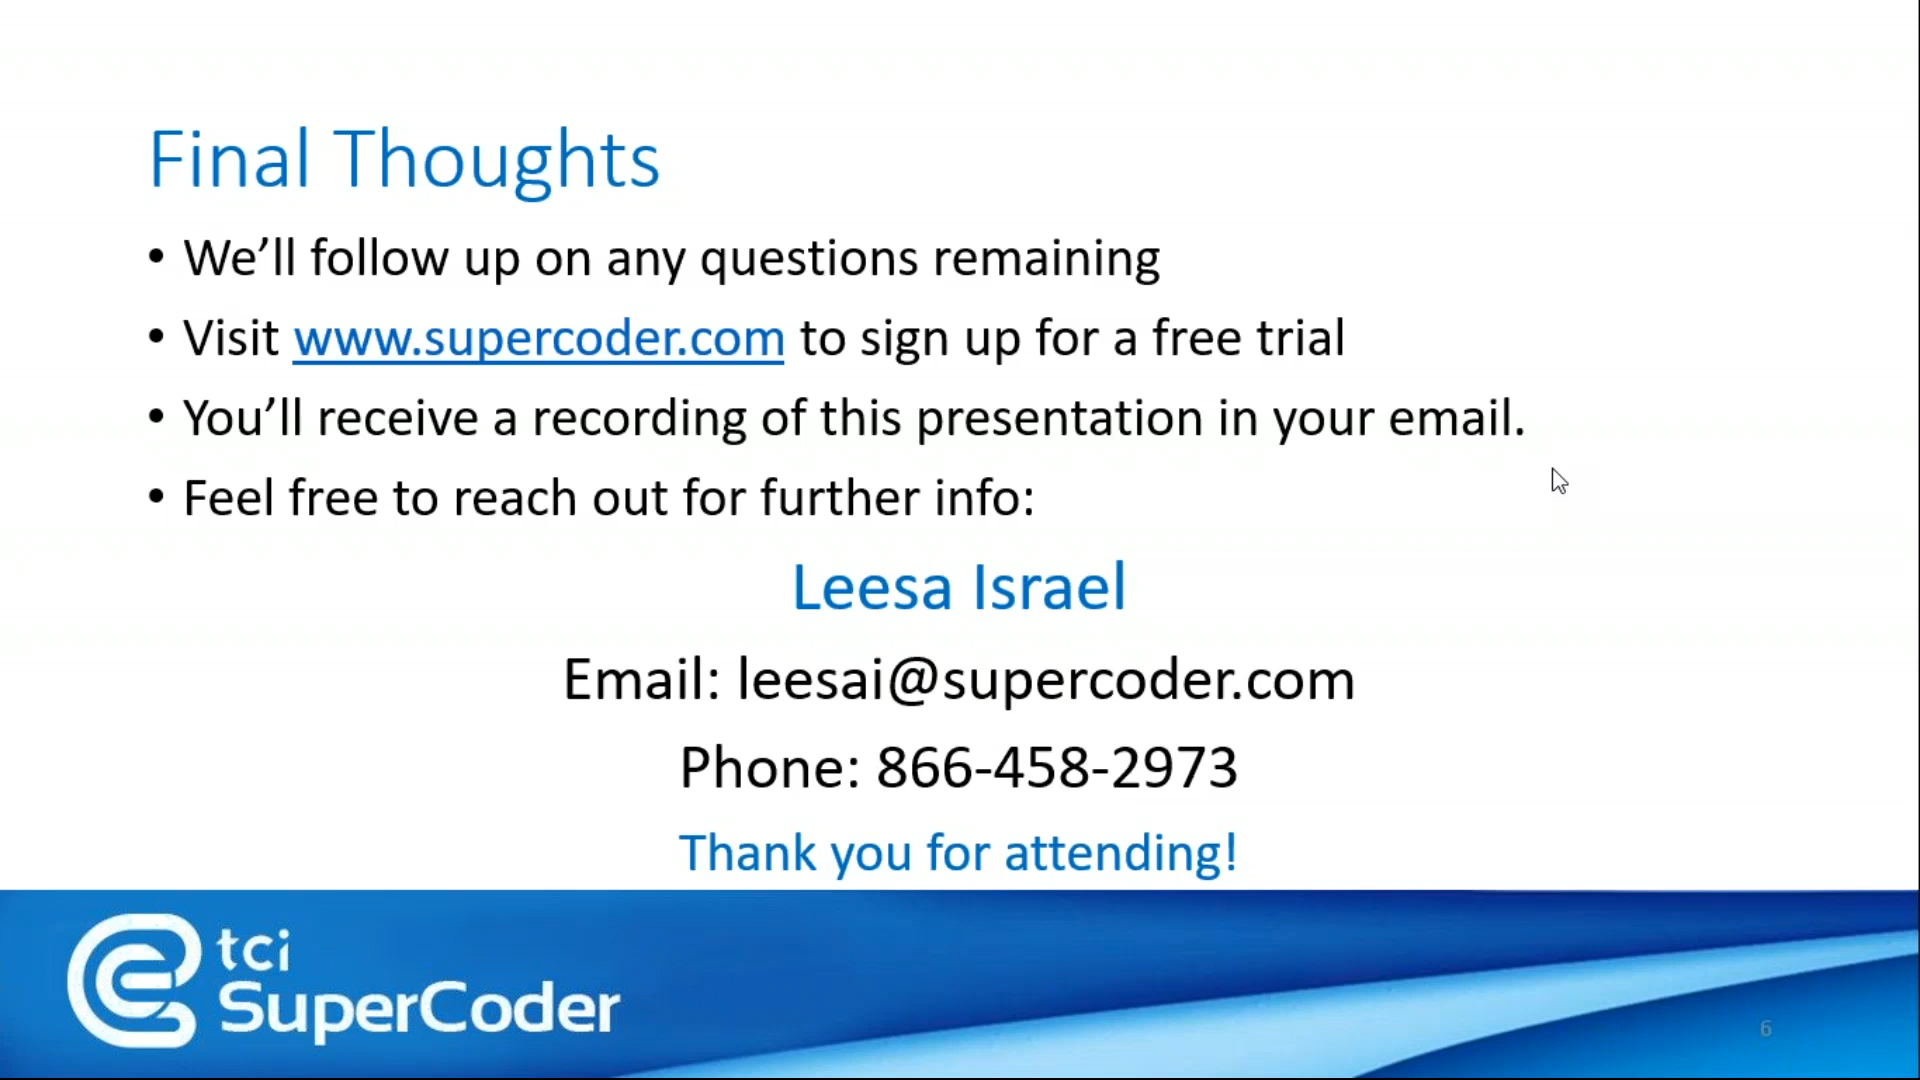 Final Thoughts
• We’ll follow up on any questions remaining
• Visit www.supercoder.com to sign up for a free trial
• You’ll receive a recording of this presentation in your email.
• Feel free to reach out for further info:
Leesa Israel
Email: leesai@supercoder.com
Phone: 866-458-2973
Thank you for attending!
tci
SuperCoder
6